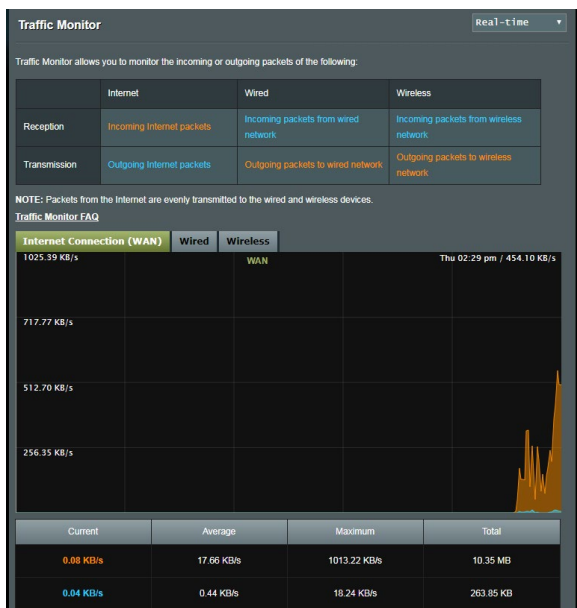 Traffic Monitor
Real-time
Traffic Monitor allows you to monitor the incoming or outgoing packets of the following:
Internet Wired Wireless
Reception Incoming Internet packets Incoming packets from wired network Incoming packets from wireless network
Transmission Outgoing Internet packets Outgoing packets to wired network Outgoing packets to wireless network
NOTE: Packets from the Internet are evenly transmitted to the wired and wireless devices.
Traffic Monitor FAQ
Internet Connection (WAN) Wired Wireless
1025.39 KB/s WAN Thu 02:29 pm / 454.10 KB/s
717.77 KB/s
512.70 KB/s
256.35 KB/s
Current Average Maximum Total
0.08 KB/s 17.66 KB/s 1013.22 KB/s 10.35 MB
0.04 KB/s 0.44 KB/s 18.24 KB/s 263.85 KB